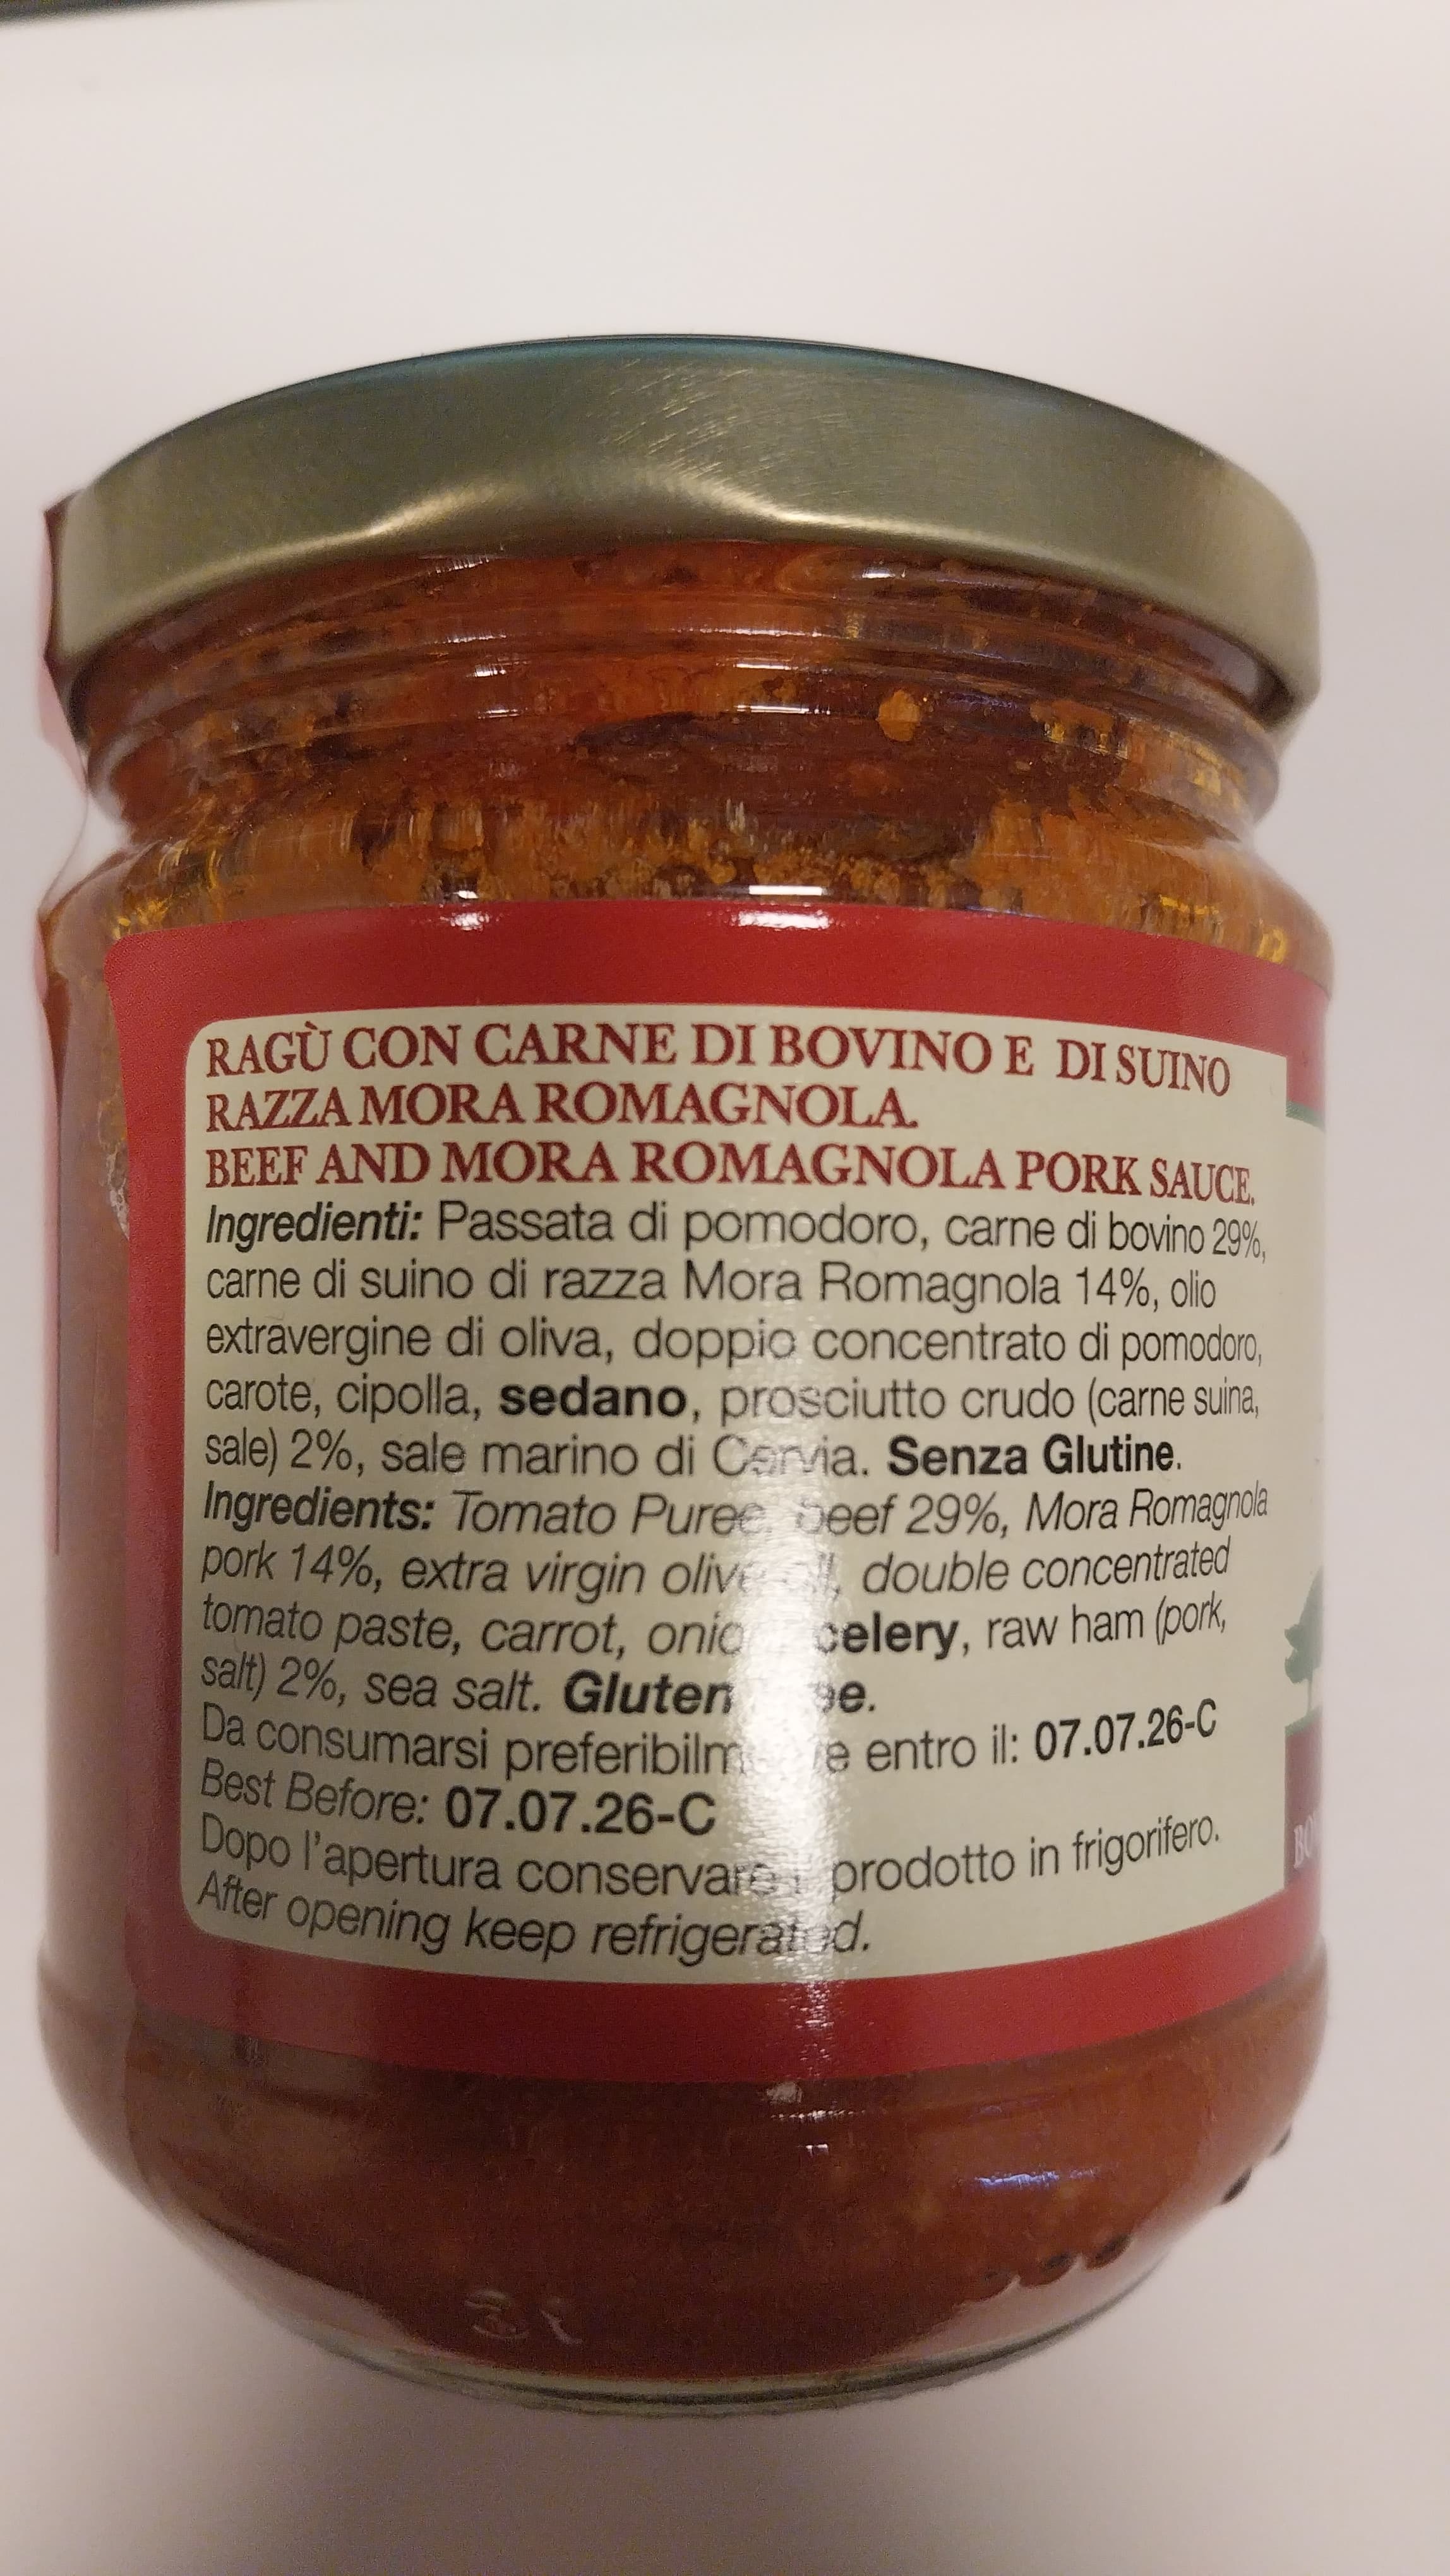 RAGÙ CON CARNE DI BOVINO E DI SUINO
RAZZA MORA ROMAGNOLA.
BEEF AND MORA ROMAGNOLA PORK SAUCE.
Ingredienti: Passata di pomodoro, carne di bovino 29%,
carne di suino di razza Mora Romagnola 14%, olio
extravergine di oliva, doppio concentrato di pomodoro,
carote, cipolla, sedano, prosciutto crudo (carne suina,
sale) 2%, sale marino di Cervia. Senza Glutine.
Ingredients: Tomato Puree, beef 29%, Mora Romagnola
pork 14%, extra virgin olive oil, double concentrated
tomato paste, carrot, onion, celery, raw ham (pork,
salt) 2%, sea salt. Gluten Free.
Da consumarsi preferibilmente entro il: 07.07.26-C
Best Before: 07.07.26-C
Dopo l'apertura conservare il prodotto in frigorifero.
After opening keep refrigerated.